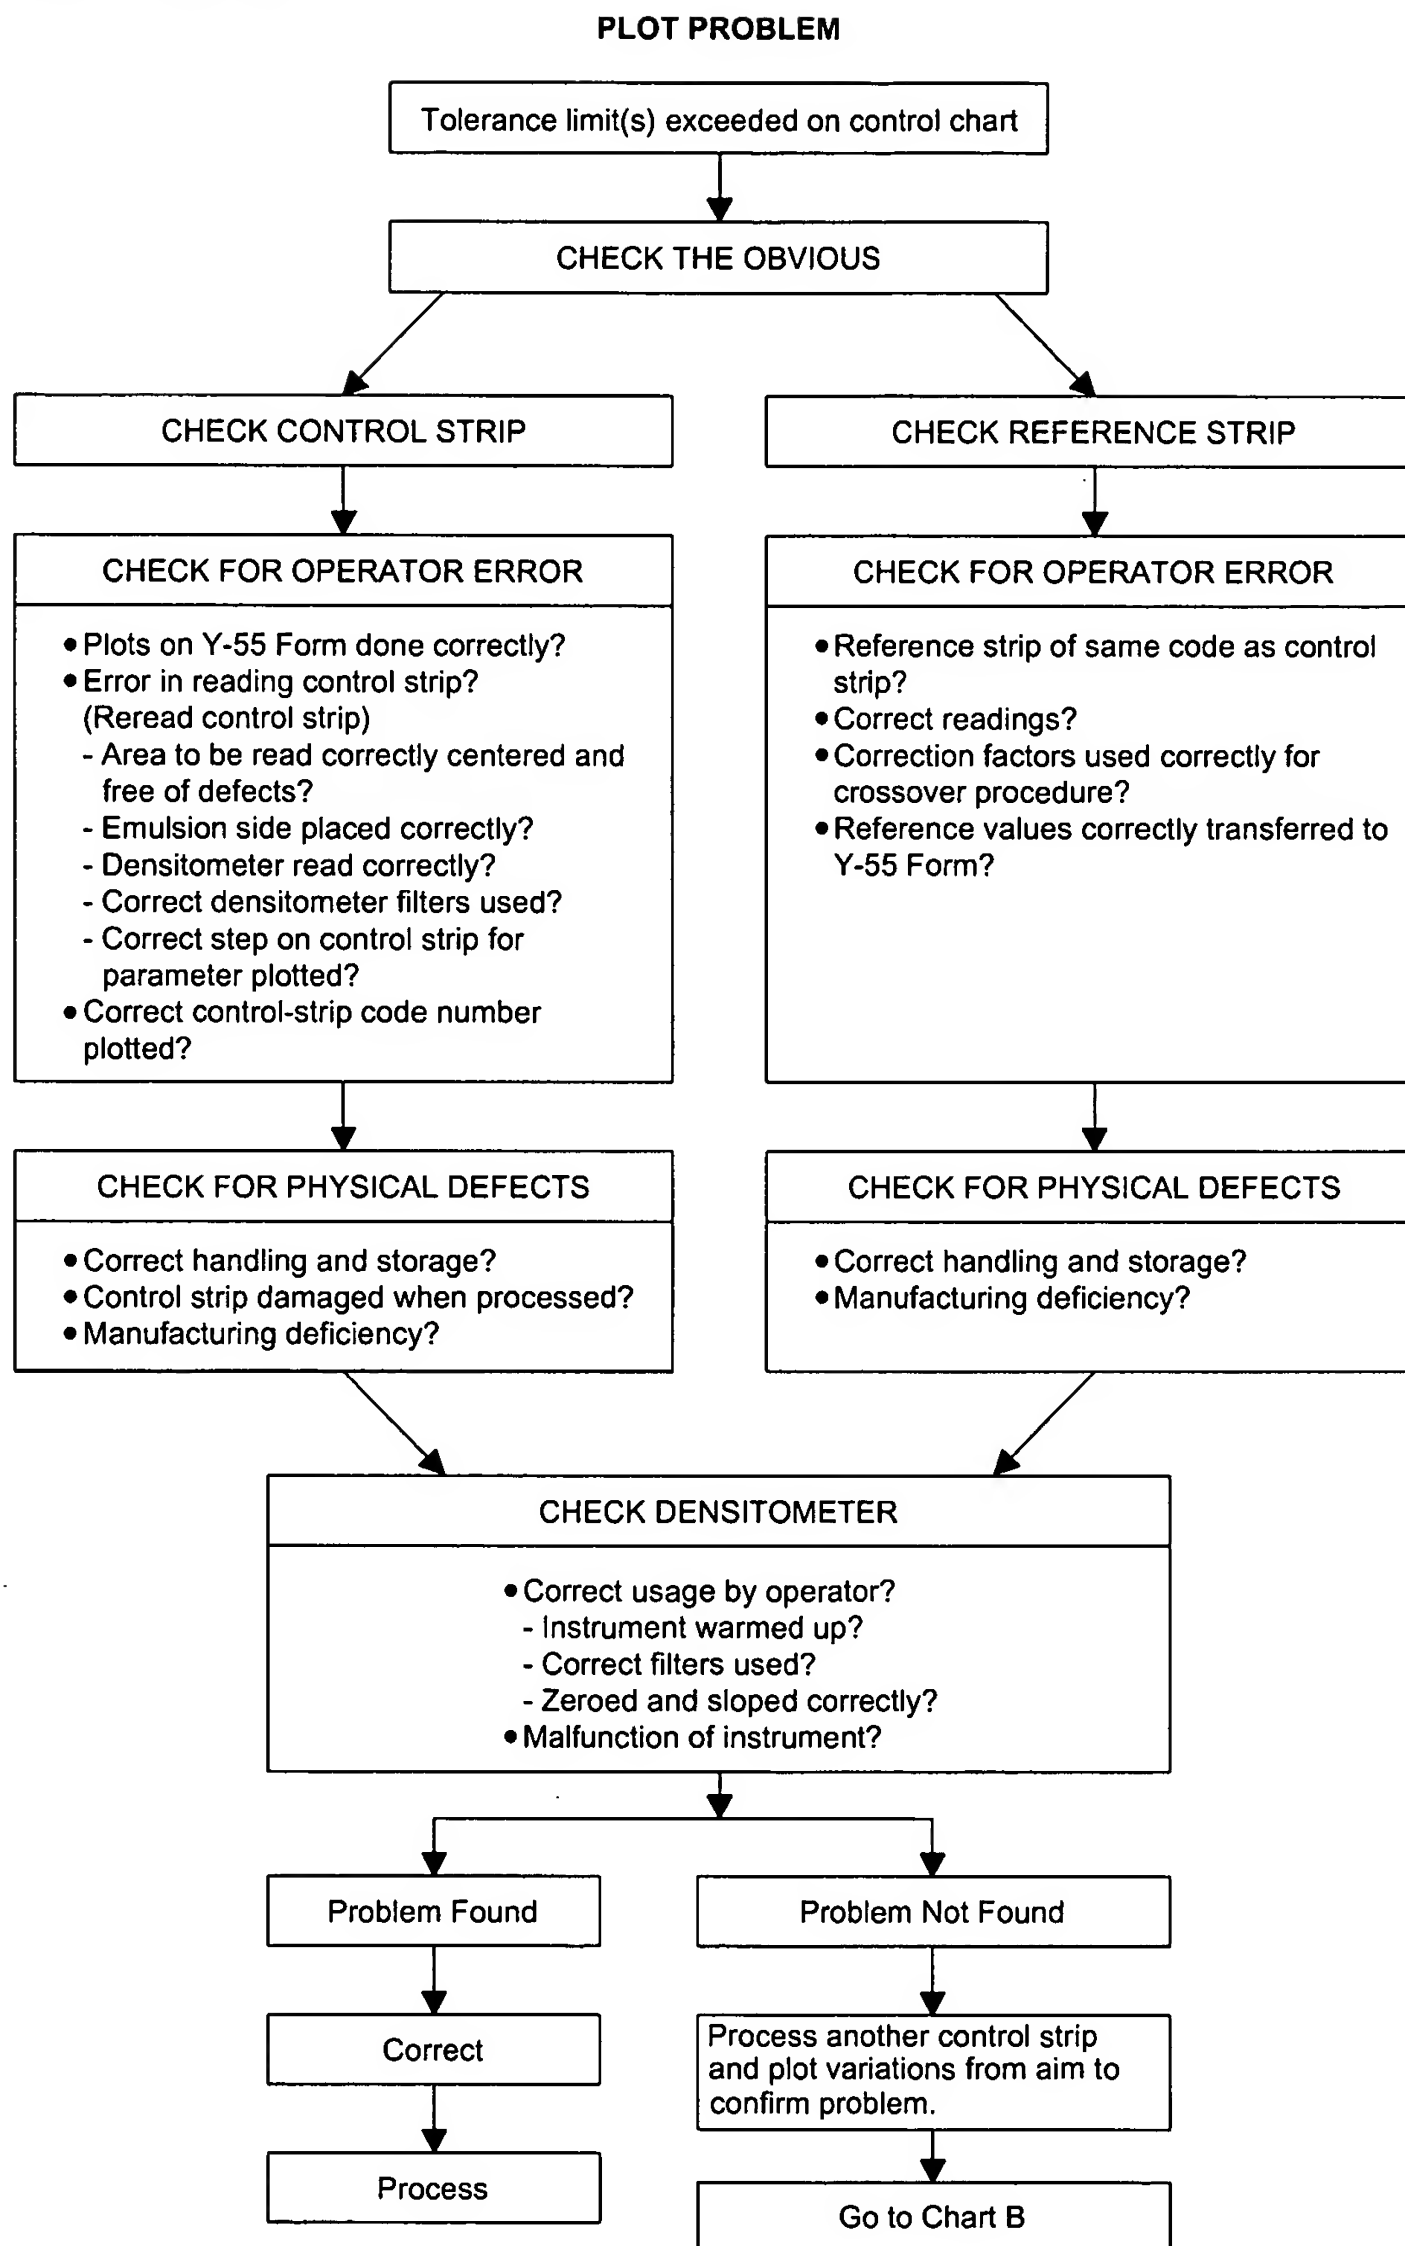 PLOT PROBLEM
Tolerance limit(s) exceeded on control chart
CHECK THE OBVIOUS
CHECK CONTROL STRIP
CHECK FOR OPERATOR ERROR
• Plots on Y-55 Form done correctly?
• Error in reading control strip?
(Reread control strip)
- Area to be read correctly centered and
free of defects?
- Emulsion side placed correctly?
- Densitometer read correctly?
- Correct densitometer filters used?
- Correct step on control strip for
parameter plotted?
• Correct control-strip code number
plotted?
CHECK FOR PHYSICAL DEFECTS
• Correct handling and storage?
• Control strip damaged when processed?
• Manufacturing deficiency?
CHECK REFERENCE STRIP
CHECK FOR OPERATOR ERROR
• Reference strip of same code as control
strip?
• Correct readings?
• Correction factors used correctly for
crossover procedure?
• Reference values correctly transferred to
Y-55 Form?
CHECK FOR PHYSICAL DEFECTS
• Correct handling and storage?
• Manufacturing deficiency?
CHECK DENSITOMETER
• Correct usage by operator?
- Instrument warmed up?
- Correct filters used?
- Zeroed and sloped correctly?
• Malfunction of instrument?
Problem Found
Correct
Process
Problem Not Found
Process another control strip
and plot variations from aim to
confirm problem.
Go to Chart B